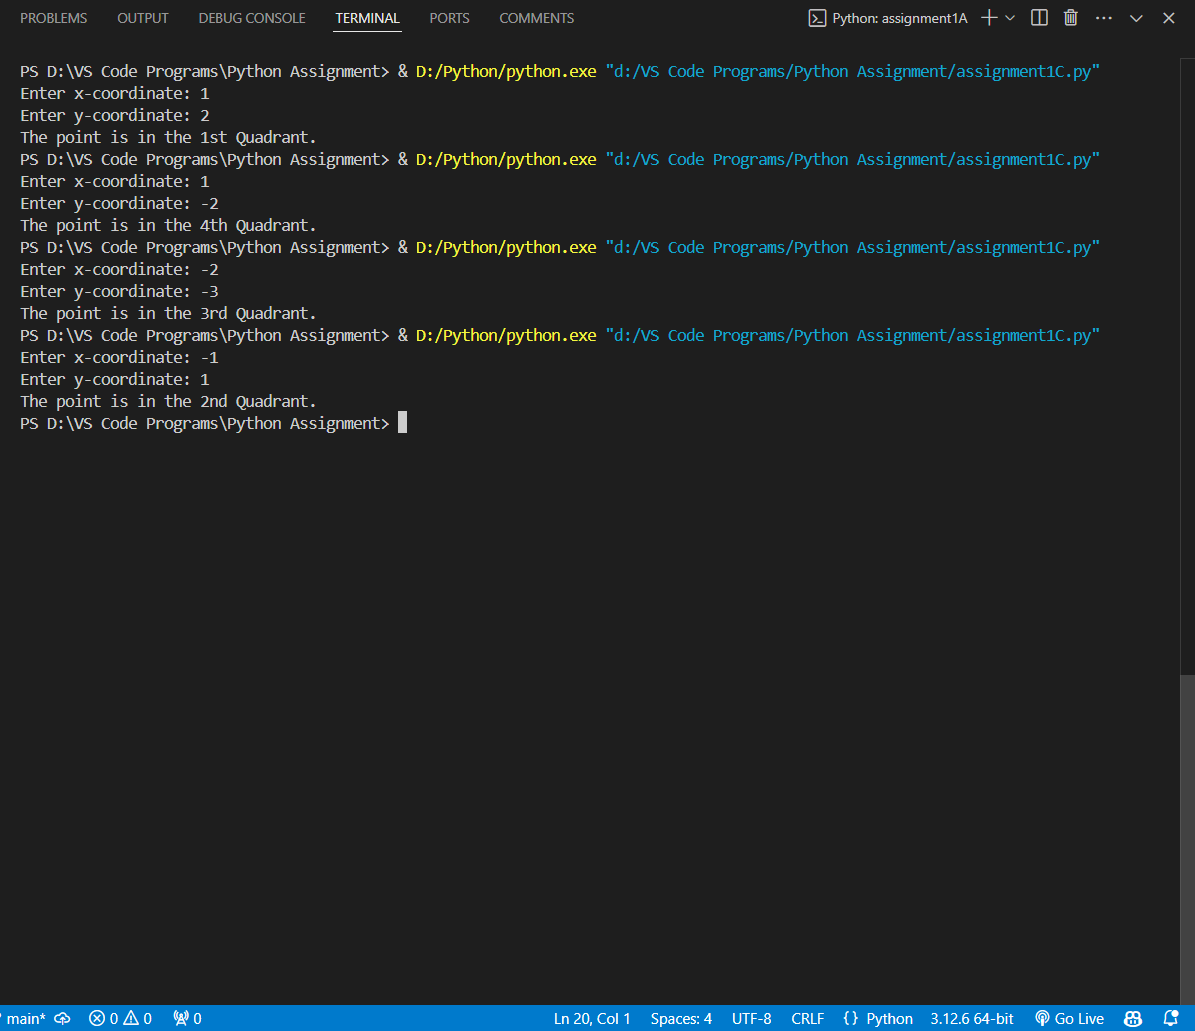 PROBLEMS OUTPUT DEBUG CONSOLE TERMINAL PORTS COMMENTS Python: assignment1A
PS D:\VS Code Programs\Python Assignment> & D:/Python/python.exe "d:/VS Code Programs/Python Assignment/assignment1C.py"
Enter x-coordinate: 1
Enter y-coordinate: 2
The point is in the 1st Quadrant.
PS D:\VS Code Programs\Python Assignment> & D:/Python/python.exe "d:/VS Code Programs/Python Assignment/assignment1C.py"
Enter x-coordinate: 1
Enter y-coordinate: -2
The point is in the 4th Quadrant.
PS D:\VS Code Programs\Python Assignment> & D:/Python/python.exe "d:/VS Code Programs/Python Assignment/assignment1C.py"
Enter x-coordinate: -2
Enter y-coordinate: -3
The point is in the 3rd Quadrant.
PS D:\VS Code Programs\Python Assignment> & D:/Python/python.exe "d:/VS Code Programs/Python Assignment/assignment1C.py"
Enter x-coordinate: -1
Enter y-coordinate: 1
The point is in the 2nd Quadrant.
PS D:\VS Code Programs\Python Assignment>
main* 0 0 0 Ln 20, Col 1 Spaces: 4 UTF-8 CRLF {} Python 3.12.6 64-bit Go Live